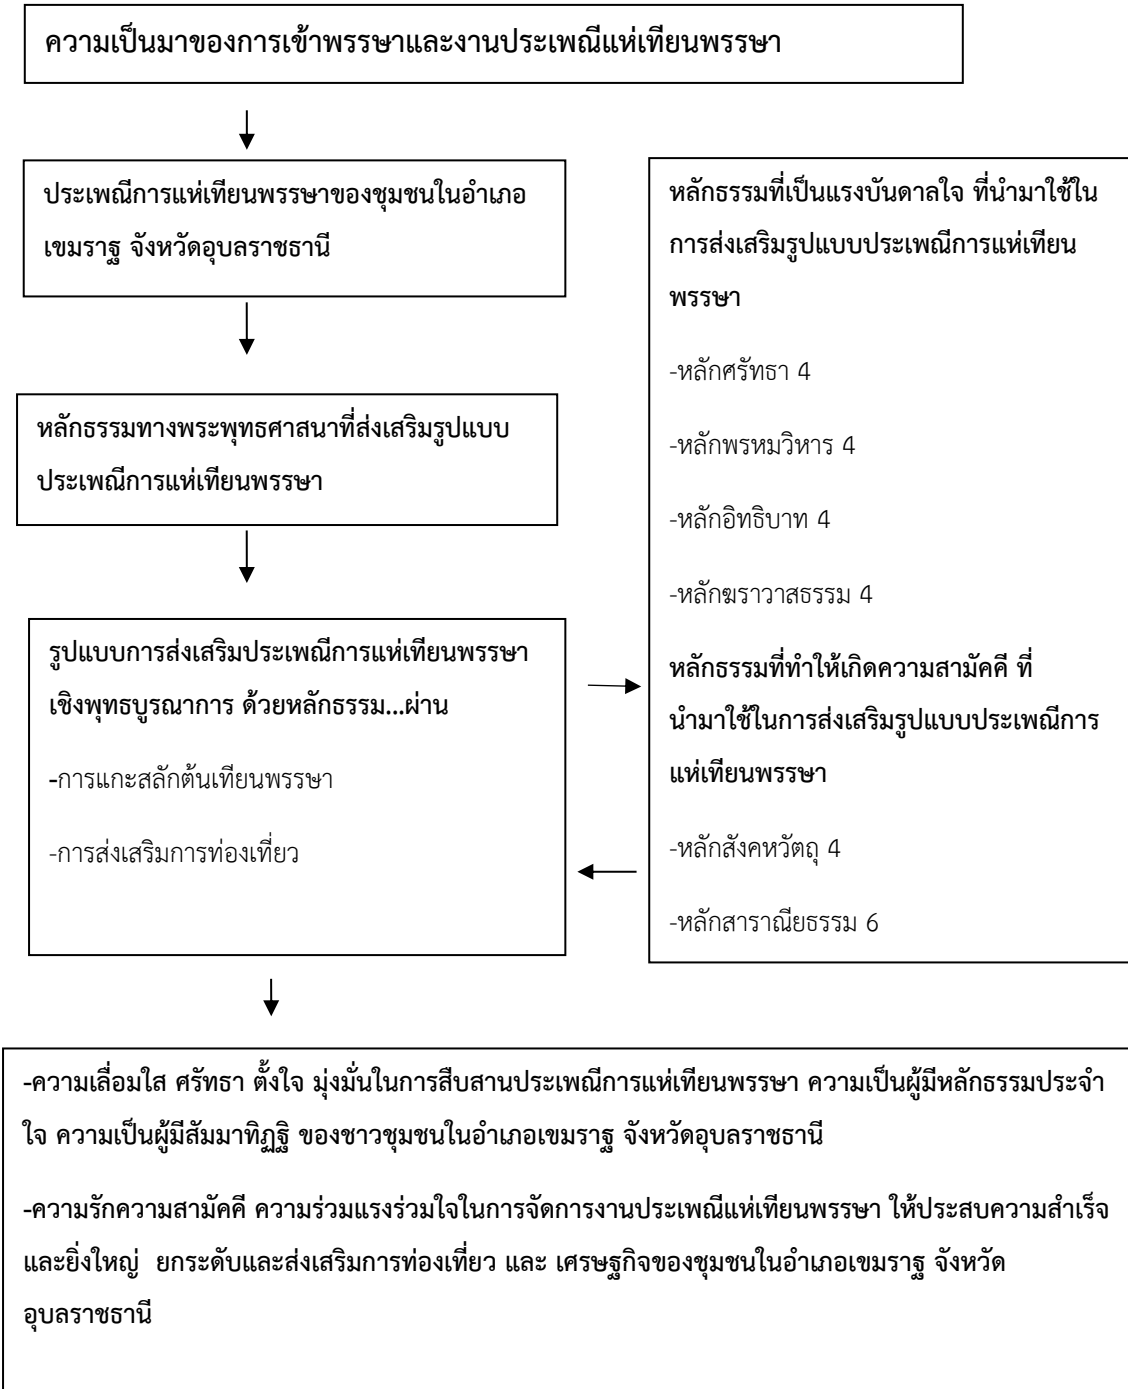 ความเป็นมาของการเข้าพรรษาและงานประเพณีแห่เทียนพรรษา
ประเพณีการแห่เทียนพรรษาของชุมชนในอำเภอ
เขมราฐ จังหวัดอุบลราชธานี
หลักธรรมทางพระพุทธศาสนาที่ส่งเสริมรูปแบบ
ประเพณีการแห่เทียนพรรษา
รูปแบบการส่งเสริมประเพณีการแห่เทียนพรรษา
เชิงพุทธบูรณาการ ด้วยหลักธรรม...ผ่าน
-การแกะสลักต้นเทียนพรรษา
-การส่งเสริมการท่องเที่ยว
หลักธรรมที่เป็นแรงบันดาลใจ ที่นำมาใช้ใน
การส่งเสริมรูปแบบประเพณีการแห่เทียน
พรรษา
-หลักศรัทธา 4
-หลักพรหมวิหาร 4
-หลักอิทธิบาท 4
-หลักฆราวาสธรรม 4
หลักธรรมที่ทำให้เกิดความสามัคคี ที่
นำมาใช้ในการส่งเสริมรูปแบบประเพณีการ
แห่เทียนพรรษา
-หลักสังคหวัตถุ 4
-หลักสาราณียธรรม 6
-ความเลื่อมใส ศรัทธา ตั้งใจ มุ่งมั่นในการสืบสานประเพณีการแห่เทียนพรรษา ความเป็นผู้มีหลักธรรมประจำ
ใจ ความเป็นผู้มีสัมมาทิฏฐิ ของชาวชุมชนในอำเภอเขมราฐ จังหวัดอุบลราชธานี
-ความรักความสามัคคี ความร่วมแรงร่วมใจในการจัดการงานประเพณีแห่เทียนพรรษา ให้ประสบความสำเร็จ
และยิ่งใหญ่ ยกระดับและส่งเสริมการท่องเที่ยว และ เศรษฐกิจของชุมชนในอำเภอเขมราฐ จังหวัด
อุบลราชธานี